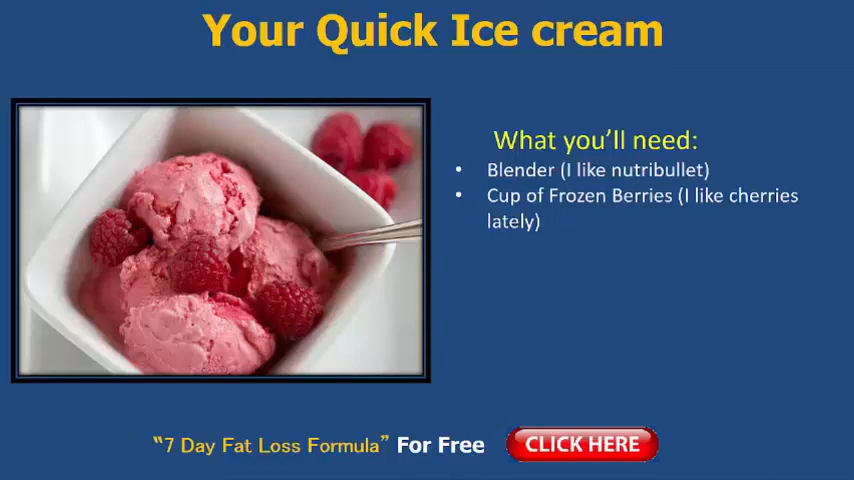 Your Quick Ice cream
What you'll need:
• Blender (I like nutribullet)
• Cup of Frozen Berries (I like cherries
lately)
“7 Day Fat Loss Formula” For Free CLICK HERE